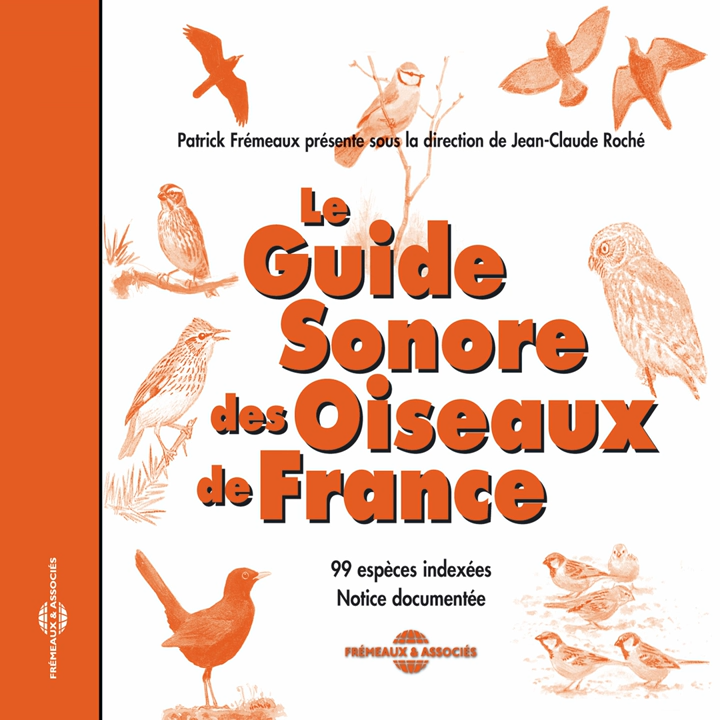 Patrick Frémeaux présente sous la direction de Jean-Claude Roché
Le
Guide
Sonore
des Oiseaux
de France
99 espèces indexées
Notice documentée
FRÉMEAUX & ASSOCIÉS
FRÉMEAUX & ASSOCIÉS